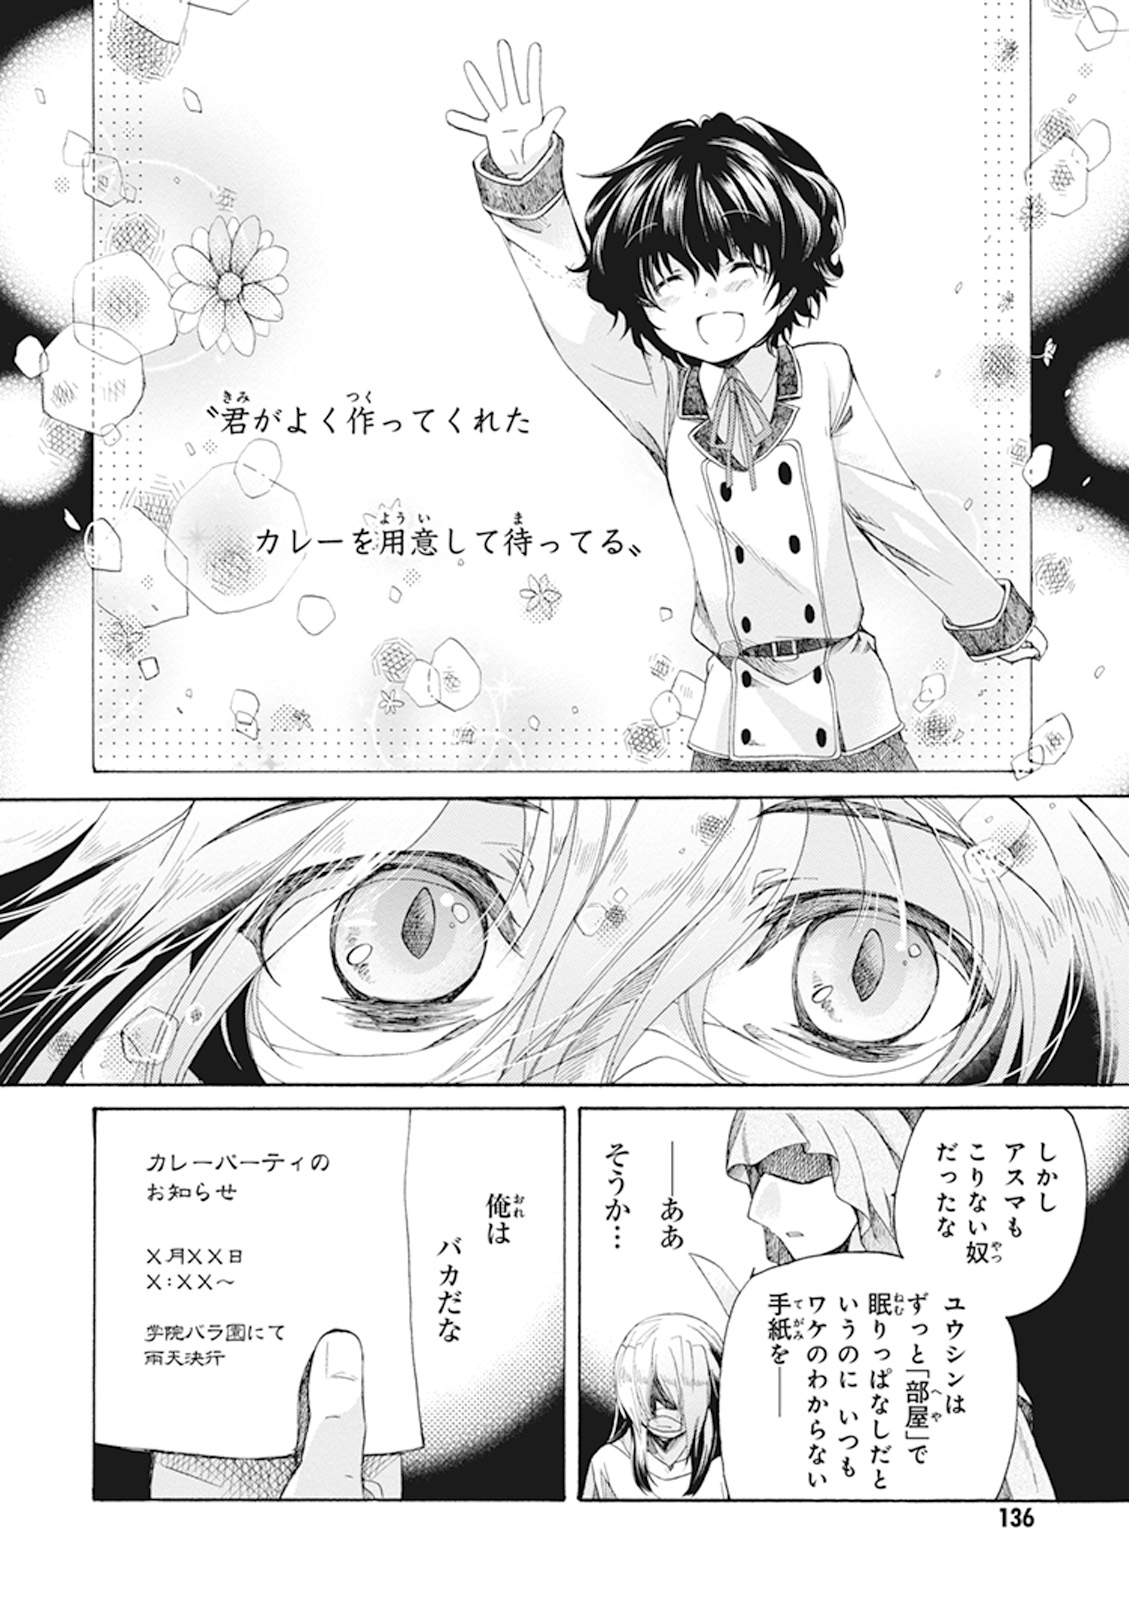 〝君がよく作ってくれた
カレーを用意して待ってる〟
しかし
アスマも
こりない奴
だったな
ユウシンは
ずっと「部屋」で
眠りっぱなしだと
いうのに いつも
ワケのわからない
手紙を──
──ああ
そうか…
俺は
バカだな
カレーパーティの
お知らせ
X月XX日
X:XX～
学院バラ園にて
雨天決行
136